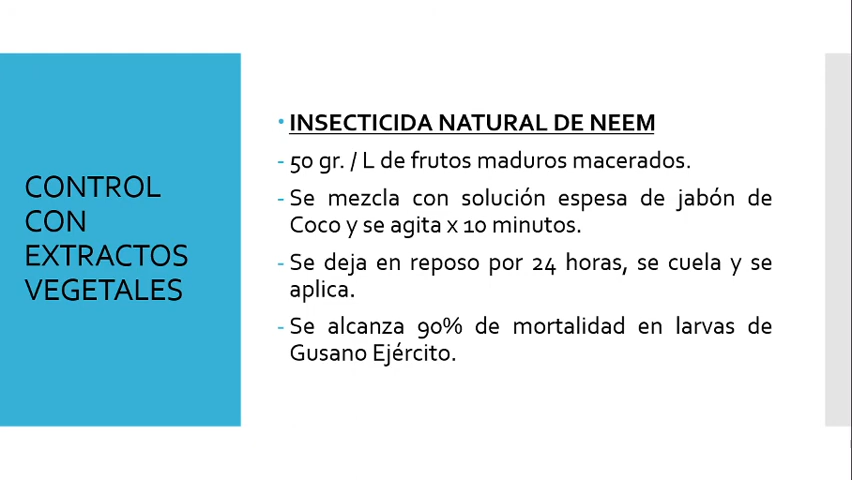 CONTROL
CON
EXTRACTOS
VEGETALES
• INSECTICIDA NATURAL DE NEEM
- 50 gr. / L de frutos maduros macerados.
- Se mezcla con solución espesa de jabón de
Coco y se agita x 10 minutos.
- Se deja en reposo por 24 horas, se cuela y se
aplica.
- Se alcanza 90% de mortalidad en larvas de
Gusano Ejército.